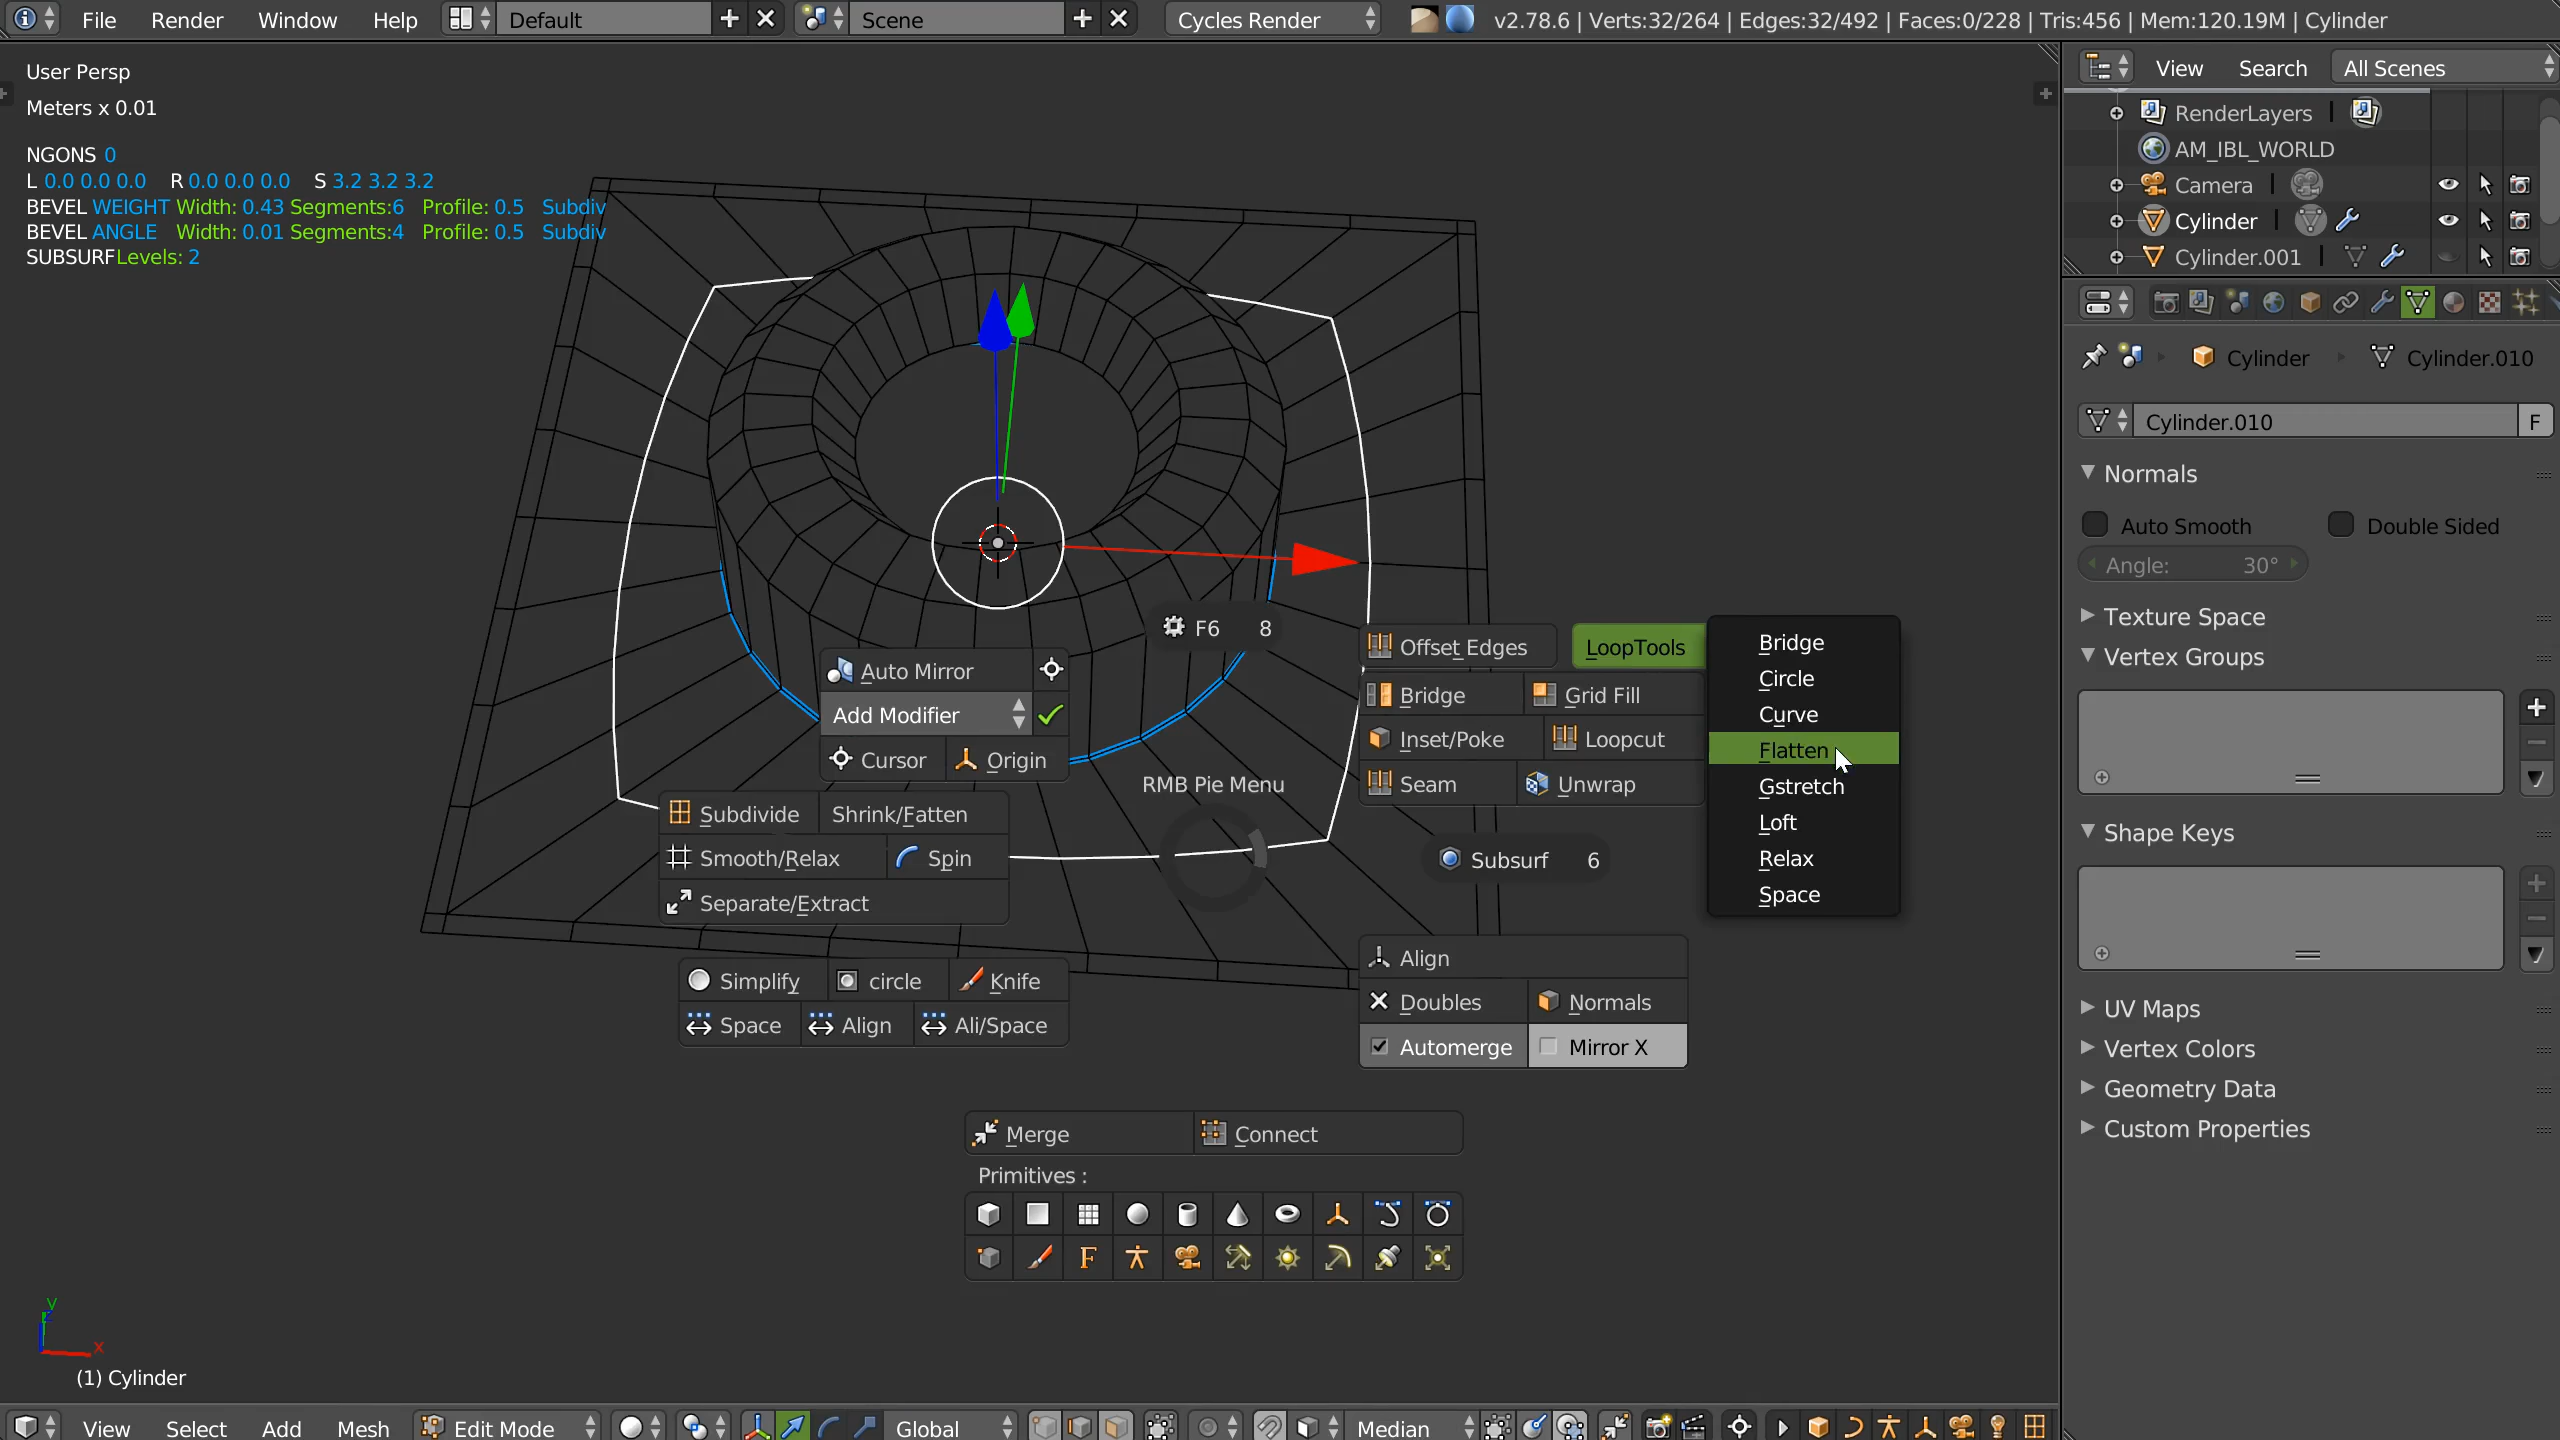 File Render Window Help Default Scene Cycles Render v2.78.6 | Verts:32/264 | Edges:32/492 | Faces:0/228 | Tris:456 | Mem:120.19M | Cylinder
User Persp
Meters x 0.01
NGONS 0
L 0.0 0.0 0.0 R 0.0 0.0 0.0 S 3.2 3.2 3.2
BEVEL WEIGHT Width: 0.43 Segments:6 Profile: 0.5 Subdiv
BEVEL ANGLE Width: 0.01 Segments:4 Profile: 0.5 Subdiv
SUBSURF Levels: 2
F6 8
Auto Mirror
Add Modifier
Cursor Origin
RMB Pie Menu
Subdivide Shrink/Fatten
Smooth/Relax Spin
Separate/Extract
Simplify circle Knife
Space Align Ali/Space
Offset Edges LoopTools
Bridge Grid Fill
Inset/Poke Loopcut
Seam Unwrap
Subsurf 6
Bridge
Circle
Curve
Flatten
Gstretch
Loft
Relax
Space
Align
Doubles Normals
Automerge Mirror X
Merge Connect
Primitives :
F
y
x
(1) Cylinder
View Select Add Mesh Edit Mode Global Median
View Search All Scenes
RenderLayers
AM_IBL_WORLD
Camera
Cylinder
Cylinder.001
Cylinder Cylinder.010
Cylinder.010 F
Normals
Auto Smooth Double Sided
Angle: 30°
Texture Space
Vertex Groups
Shape Keys
UV Maps
Vertex Colors
Geometry Data
Custom Properties